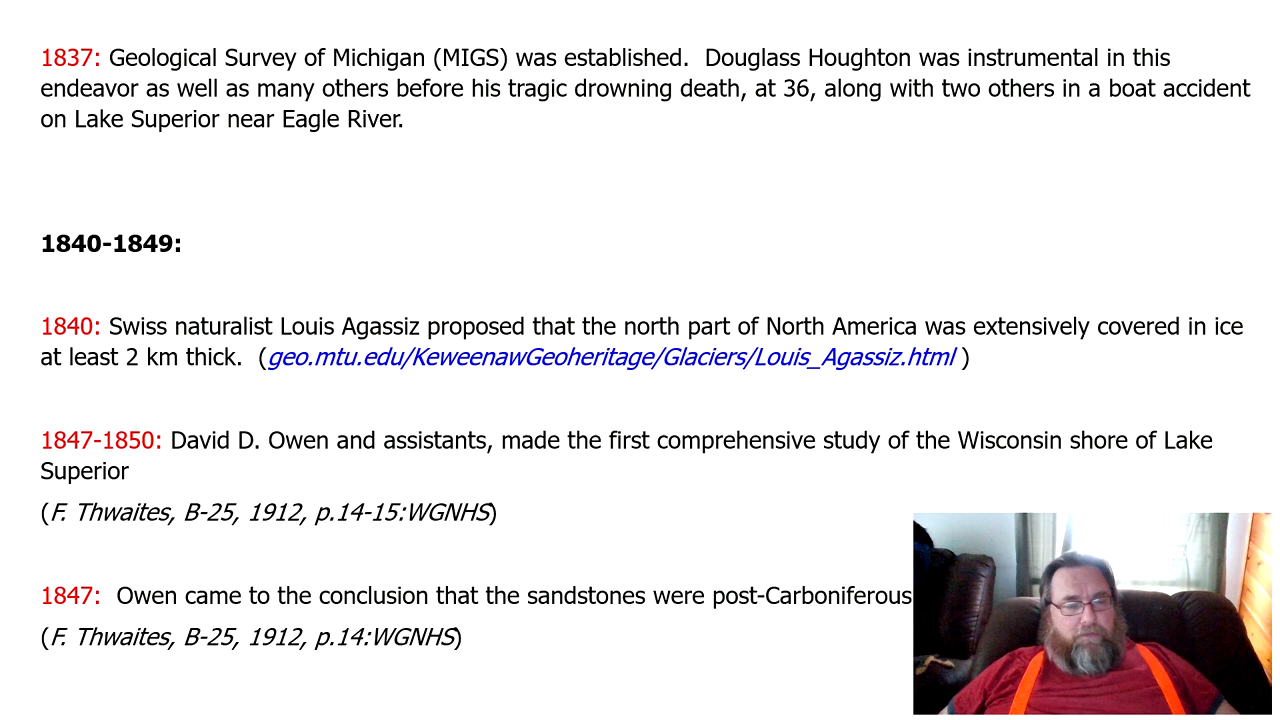 1837: Geological Survey of Michigan (MIGS) was established.  Douglass Houghton was instrumental in this
endeavor as well as many others before his tragic drowning death, at 36, along with two others in a boat accident
on Lake Superior near Eagle River.
1840-1849:
1840: Swiss naturalist Louis Agassiz proposed that the north part of North America was extensively covered in ice
at least 2 km thick.  (geo.mtu.edu/KeweenawGeoheritage/Glaciers/Louis_Agassiz.html )
1847-1850: David D. Owen and assistants, made the first comprehensive study of the Wisconsin shore of Lake
Superior
(F. Thwaites, B-25, 1912, p.14-15:WGNHS)
1847:  Owen came to the conclusion that the sandstones were post-Carboniferous
(F. Thwaites, B-25, 1912, p.14:WGNHS)